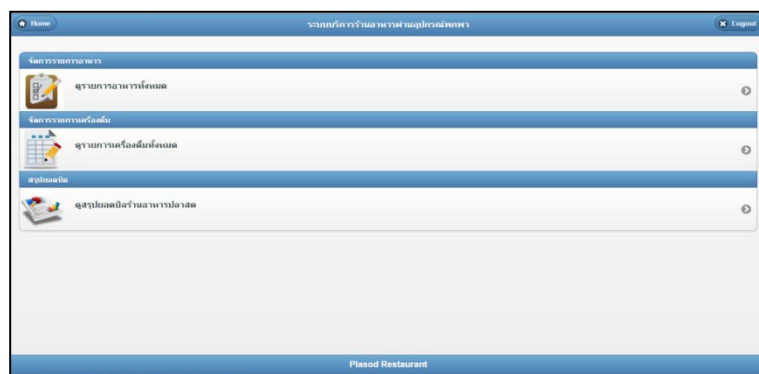 Home
ระบบบริการร้านอาหารผ่านอุปกรณ์พกพา
Logout
จัดการรายการอาหาร
ดูรายการอาหารทั้งหมด
จัดการรายการเครื่องดื่ม
ดูรายการเครื่องดื่มทั้งหมด
สรุปยอดบิล
ดูสรุปยอดบิลร้านอาหารปลาสด
Plasod Restaurant